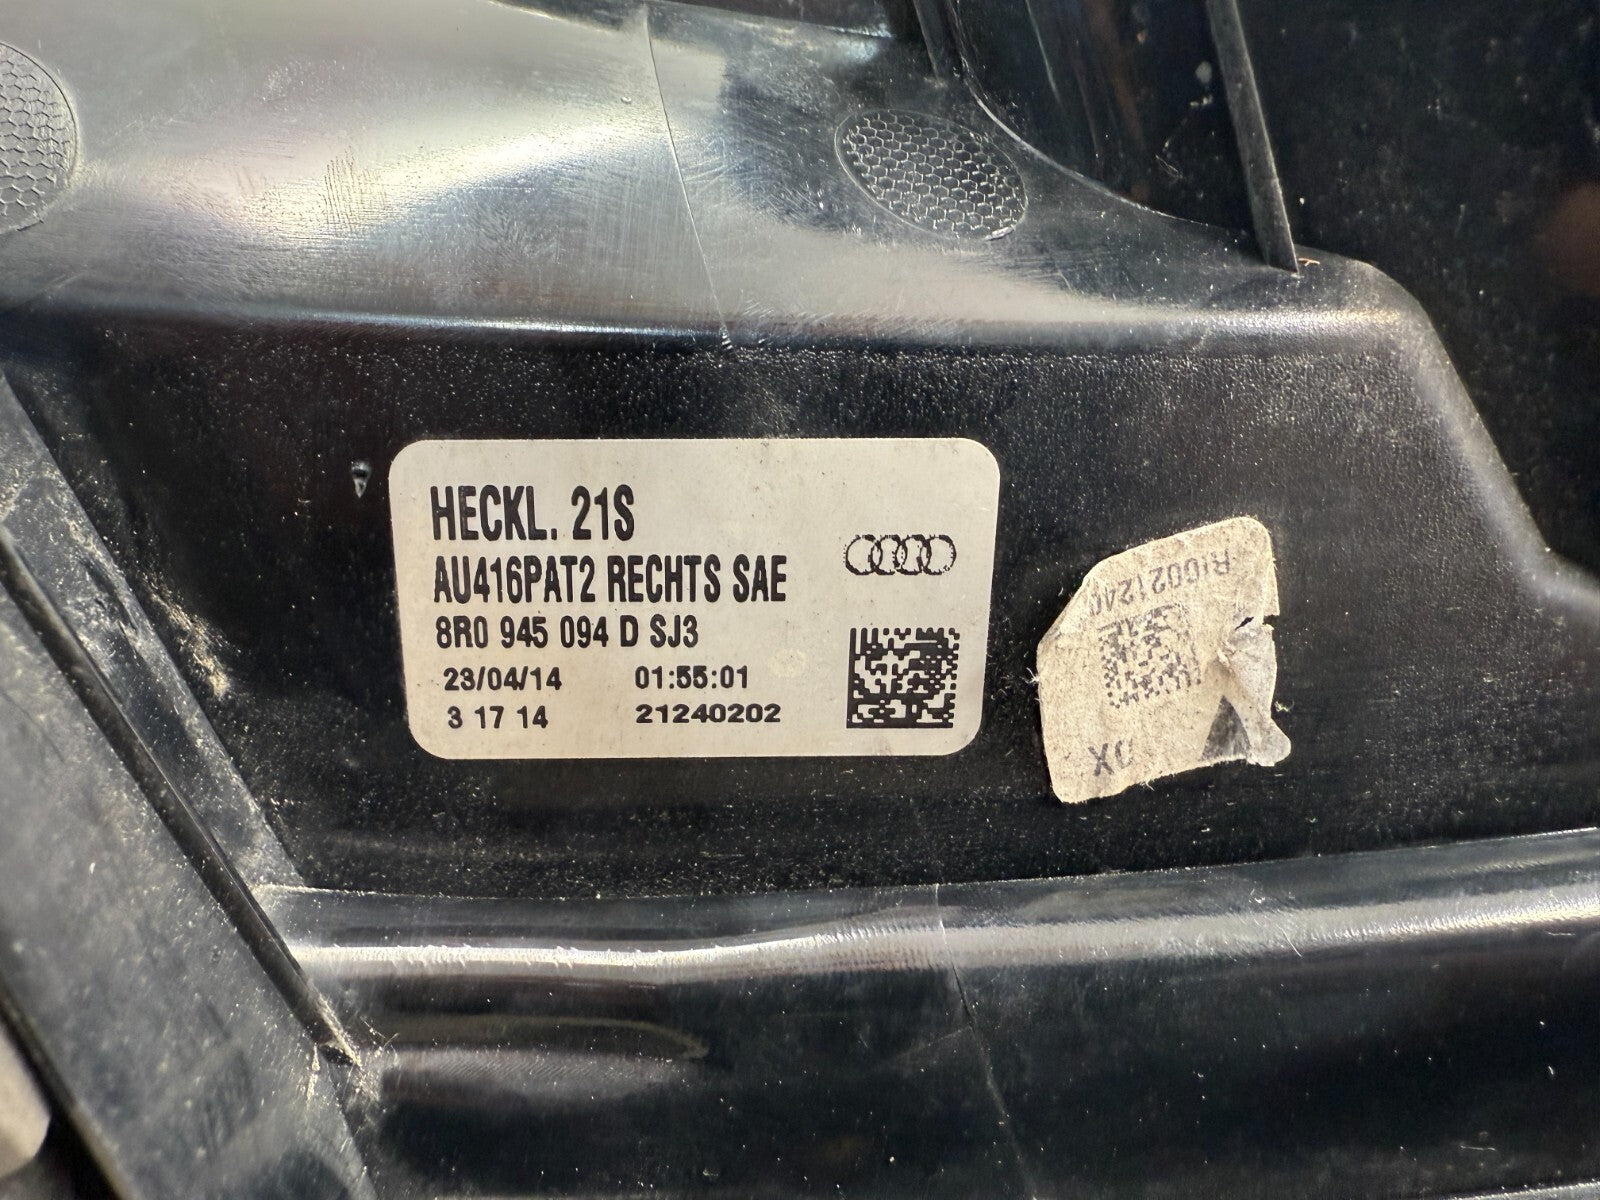 HECKL. 21S
AU416PAT2 RECHTS SAE
8R0 945 094 D SJ3
23/04/14 01:55:01
3 17 14 21240202